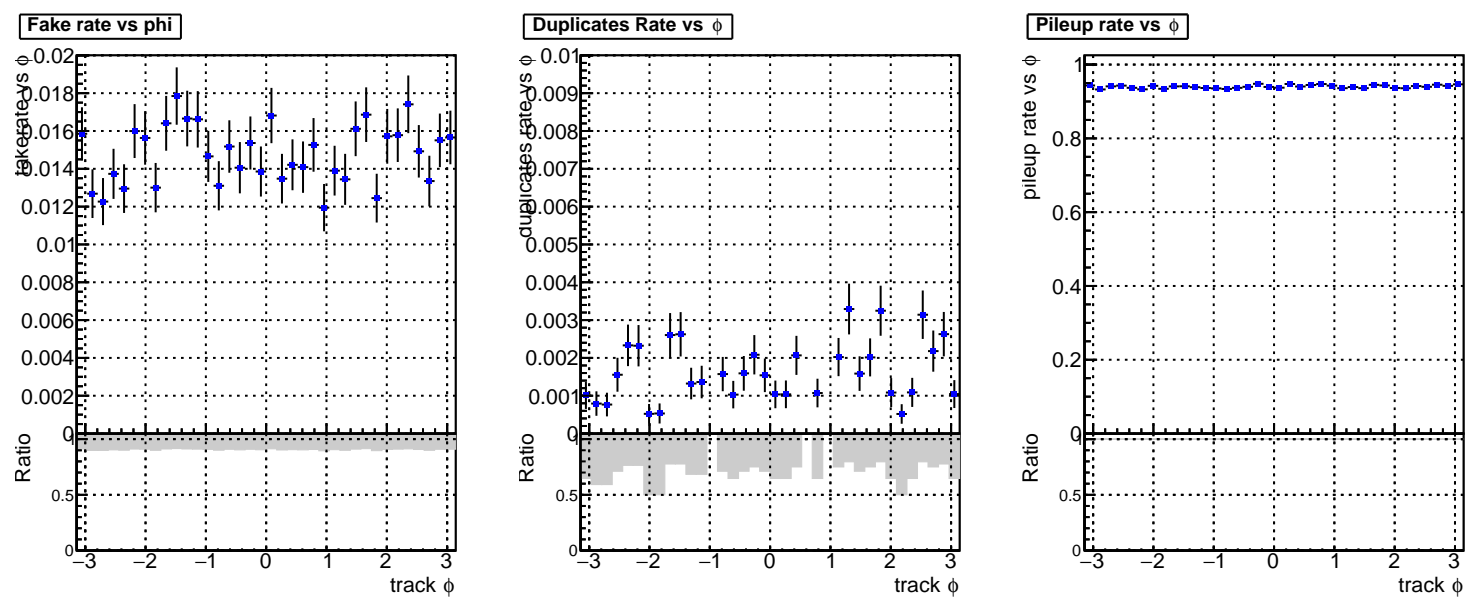 Fake rate vs phi
fakerate vs ϕ
0.02
0.018
0.016
0.014
0.012
0.01
0.008
0.006
0.004
0.002
0
Ratio
1
0.5
0
−3 −2 −1 0 1 2 3
track ϕ
Duplicates Rate vs ϕ
duplicates rate vs ϕ
0.01
0.009
0.008
0.007
0.006
0.005
0.004
0.003
0.002
0.001
0
Ratio
1
0.5
0
−3 −2 −1 0 1 2 3
track ϕ
Pileup rate vs ϕ
pileup rate vs ϕ
1
0.8
0.6
0.4
0.2
0
Ratio
1
0.5
0
−3 −2 −1 0 1 2 3
track ϕ